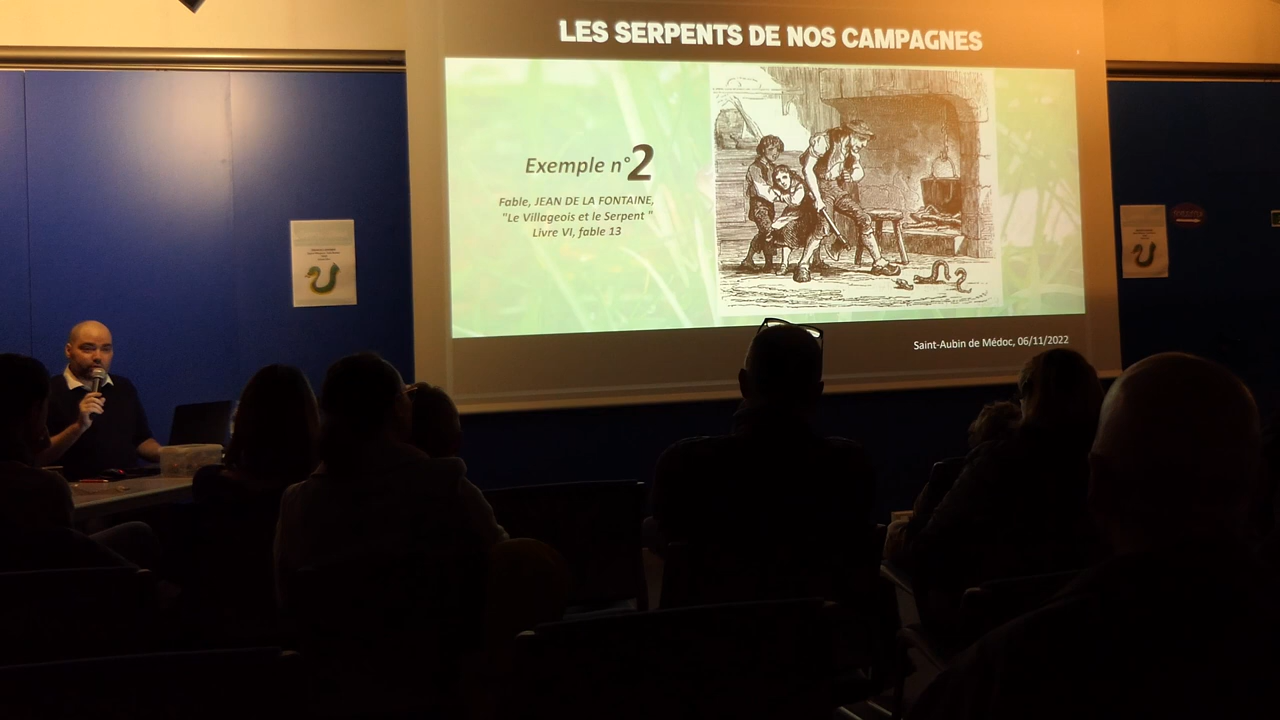 LES SERPENTS DE NOS CAMPAGNES
Exemple n°2
Fable, JEAN DE LA FONTAINE,
"Le Villageois et le Serpent "
Livre VI, fable 13
Saint-Aubin de Médoc, 06/11/2022